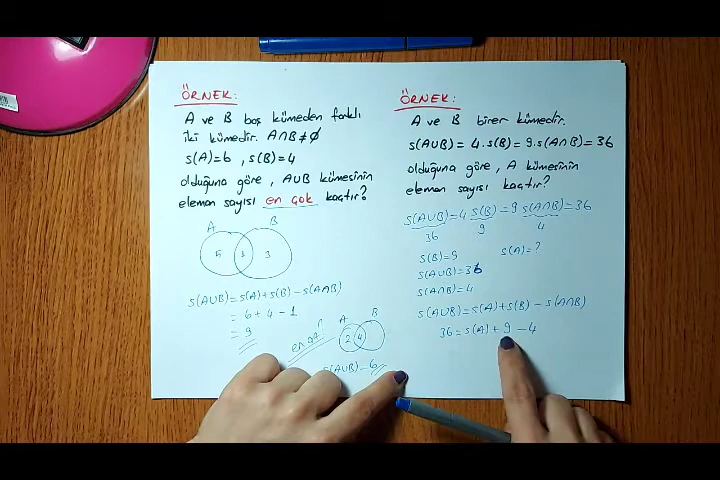 ÖRNEK:
A ve B boş kümeden farklı
iki kümedir. A∩B≠∅
s(A)=6 , s(B)=4
olduğuna göre , A∪B kümesinin
eleman sayısı en çok kaçtır?
A B
5 1 3
s(A∪B)=s(A)+s(B)-s(A∩B)
= 6 + 4 - 1
= 9
en az?
A B
2 4
s(A∪B)=6
ÖRNEK:
A ve B birer kümedir.
s(A∪B) = 4.s(B) = 9.s(A∩B) = 36
olduğuna göre , A kümesinin
eleman sayısı kaçtır?
s(A∪B)=4 s(B)=9 s(A∩B)=36
36 9 4
s(B)=9 s(A)=?
s(A∪B)=36
s(A∩B)=4
s(A∪B)=s(A)+s(B)-s(A∩B)
36=s(A)+9-4